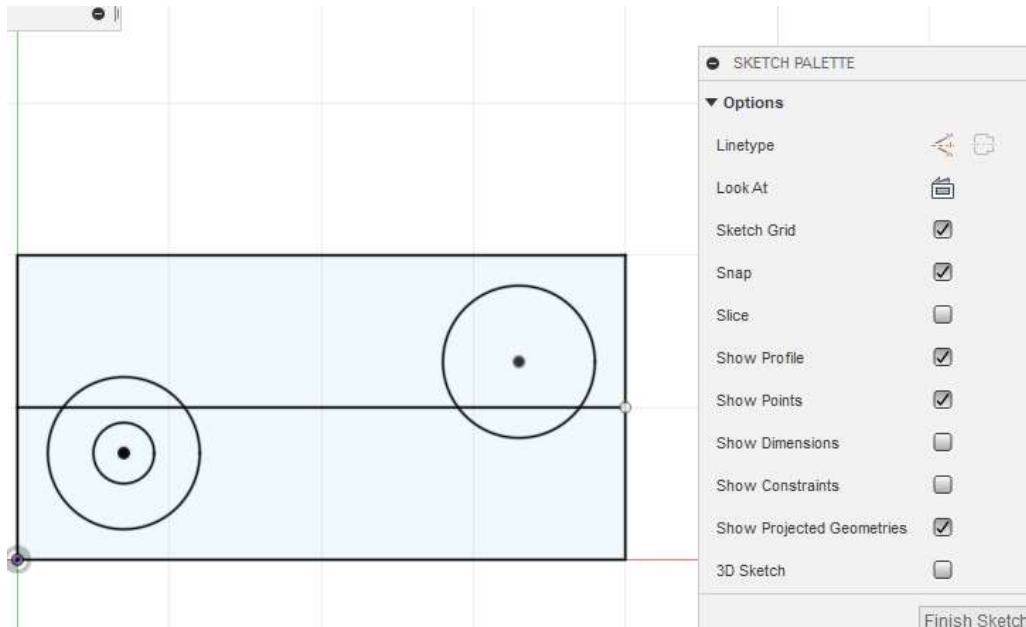 SKETCH PALETTE
Options
Linetype
Look At
Sketch Grid
Snap
Slice
Show Profile
Show Points
Show Dimensions
Show Constraints
Show Projected Geometries
3D Sketch
Finish Sketch